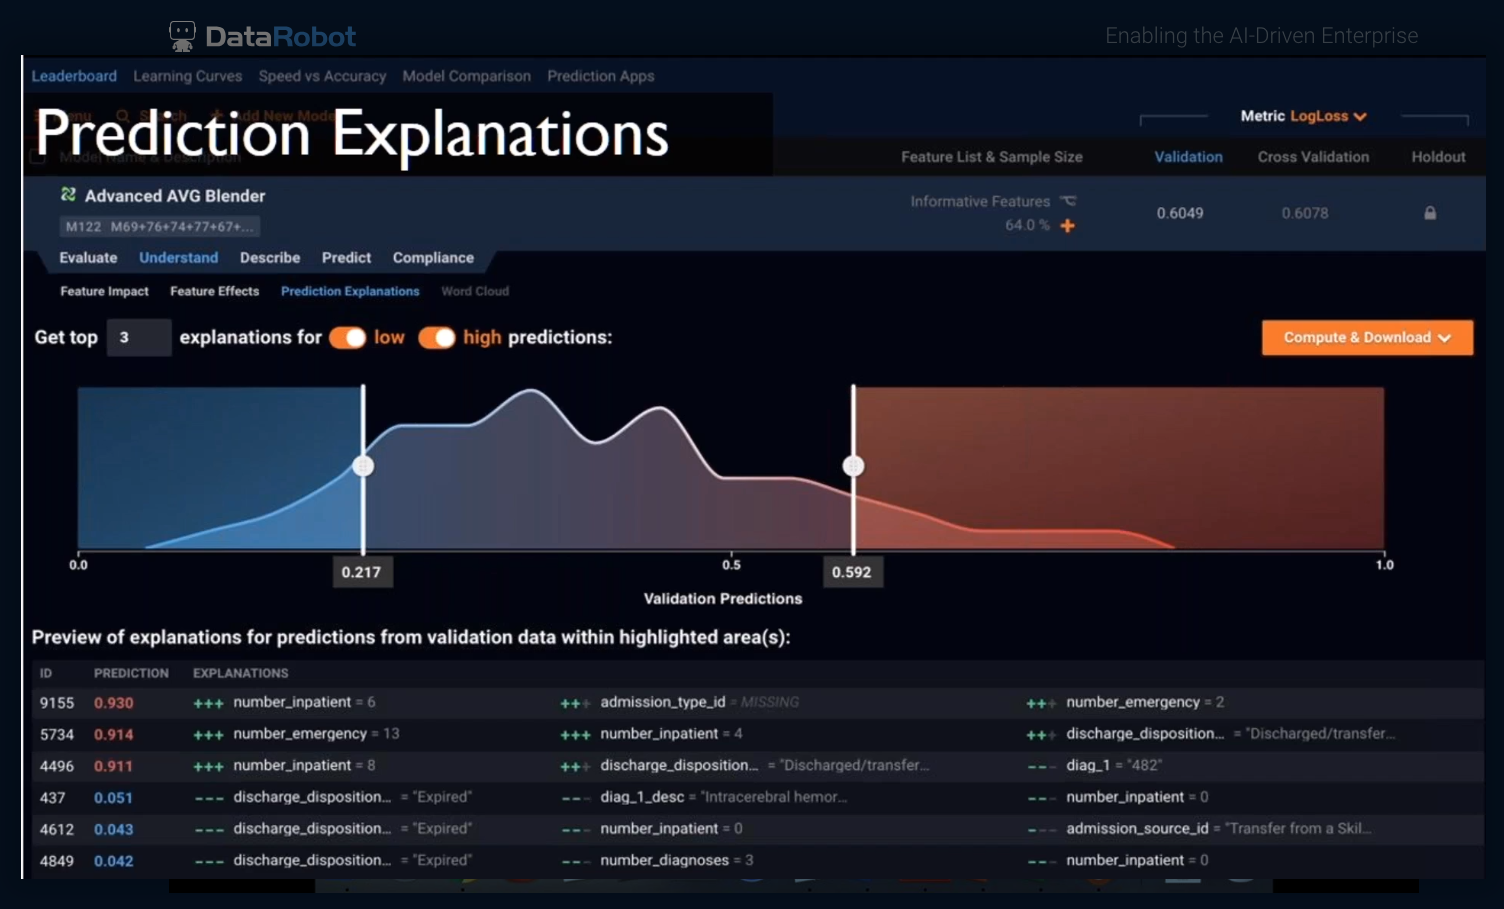 DataRobot
Enabling the AI-Driven Enterprise
Leaderboard Learning Curves Speed vs Accuracy Model Comparison Prediction Apps
Menu Search Add New Model
Prediction Explanations
Metric LogLoss
Model Name & Description
Feature List & Sample Size Validation Cross Validation Holdout
Advanced AVG Blender
Informative Features
M122 M69+76+74+77+67+...
64.0 %
0.6049 0.6078
Evaluate Understand Describe Predict Compliance
Feature Impact Feature Effects Prediction Explanations Word Cloud
Get top 3 explanations for low high predictions:
Compute & Download
0.0 0.217 0.5 0.592 1.0
Validation Predictions
Preview of explanations for predictions from validation data within highlighted area(s):
ID PREDICTION EXPLANATIONS
9155 0.930 +++ number_inpatient = 6 +++ admission_type_id = MISSING +++ number_emergency = 2
5734 0.914 +++ number_emergency = 13 +++ number_inpatient = 4 +++ discharge_disposition... = "Discharged/transfer...
4496 0.911 +++ number_inpatient = 8 +++ discharge_disposition... = "Discharged/transfer... --- diag_1 = "482"
437 0.051 --- discharge_disposition... = "Expired" --- diag_1_desc = "Intracerebral hemor... --- number_inpatient = 0
4612 0.043 --- discharge_disposition... = "Expired" --- number_inpatient = 0 --- admission_source_id = "Transfer from a Skil...
4849 0.042 --- discharge_disposition... = "Expired" --- number_diagnoses = 3 --- number_inpatient = 0